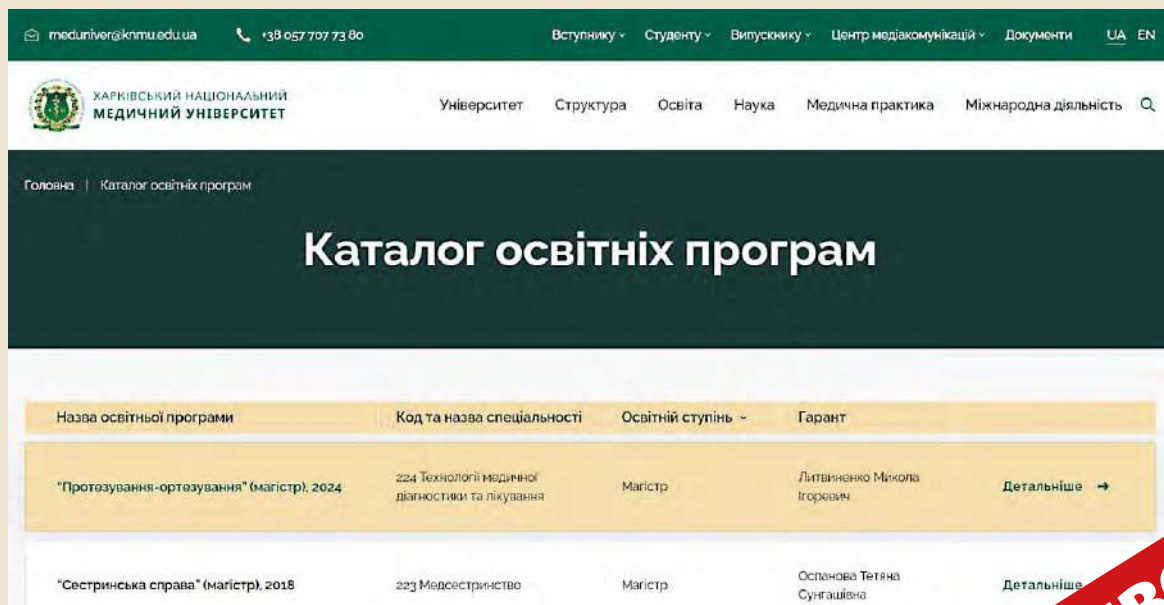 meduniver@knmu.edu.ua +38 057 707 73 80 Вступнику Студенту Випускнику Центр медіакомунікацій Документи UA EN
ХАРКІВСЬКИЙ НАЦІОНАЛЬНИЙ
МЕДИЧНИЙ УНІВЕРСИТЕТ
Університет Структура Освіта Наука Медична практика Міжнародна діяльність
Головна | Каталог освітніх програм
Каталог освітніх програм
Назва освітньої програми Код та назва спеціальності Освітній ступінь Гарант
"Протезування-ортезування" (магістр), 2024
224 Технології медичної
діагностики та лікування
Магістр
Литвиненко Микола
Ігоревич
Детальніше →
"Сестринська справа" (магістр), 2018
223 Медсестринство
Магістр
Оспанова Тетяна
Сунгашівна
Детальніше